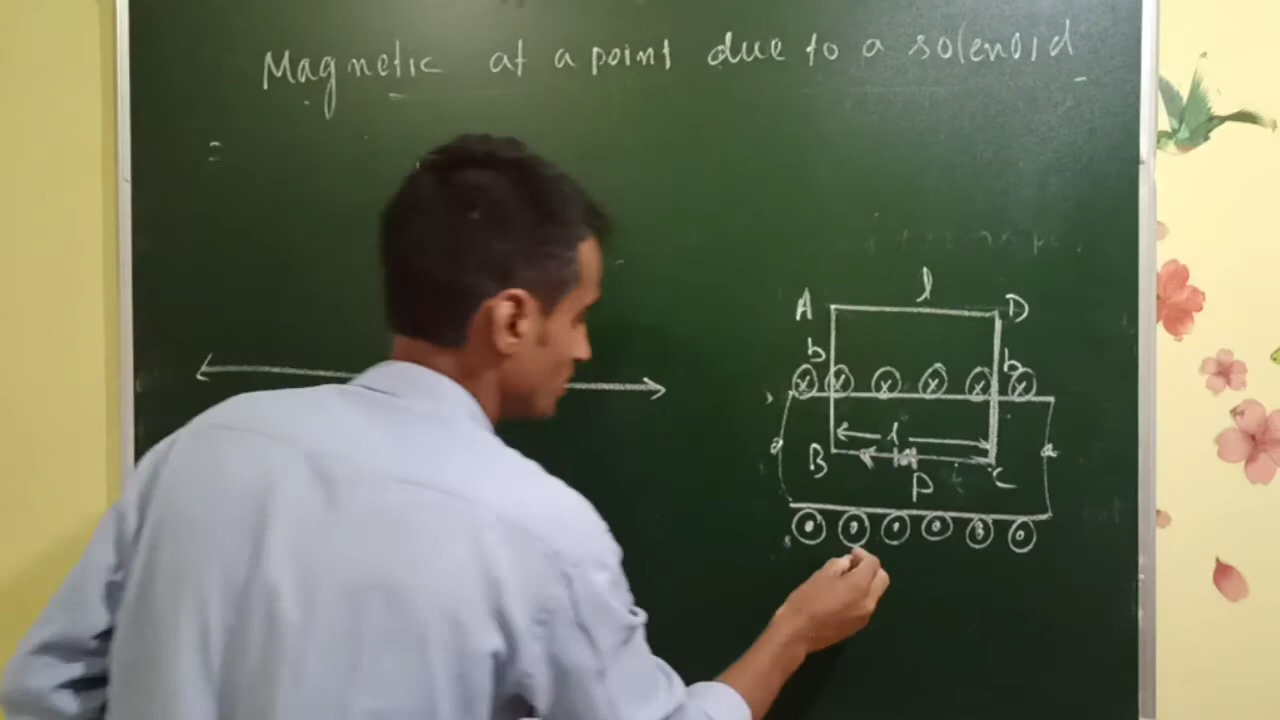 Magnetic at a point due to a solenoid
=
l
A D
b b
x x x x x x
l
B P C